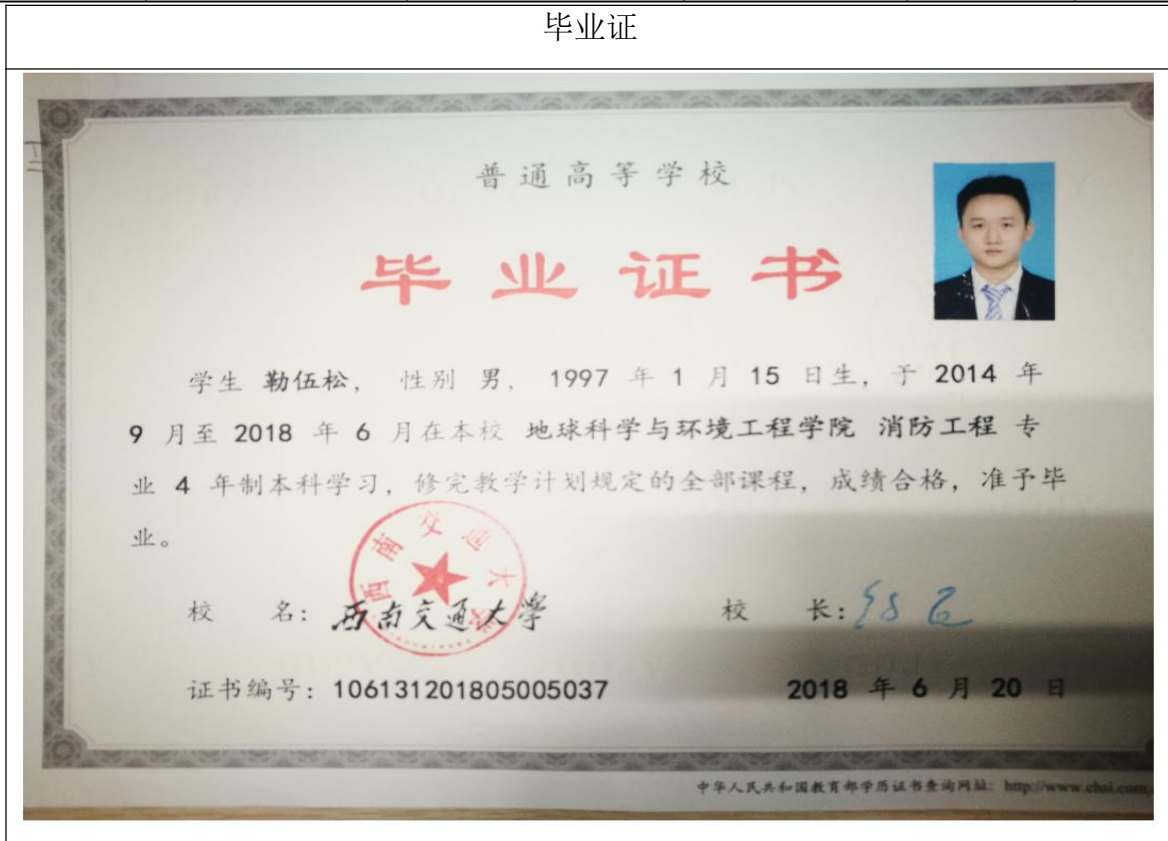 毕业证
普通高等学校
毕业证书
学生 勒伍松， 性别 男， 1997 年 1 月 15 日生，于 2014 年
9 月至 2018 年 6 月在本校 地球科学与环境工程学院 消防工程 专
业 4 年制本科学习，修完教学计划规定的全部课程，成绩合格，准予毕
业。
西南交通大学
校 名：西南交通大學
校 长：
证书编号：106131201805005037
2018 年 6 月 20 日
中华人民共和国教育部学历证书查询网址：http://www.chsi.com